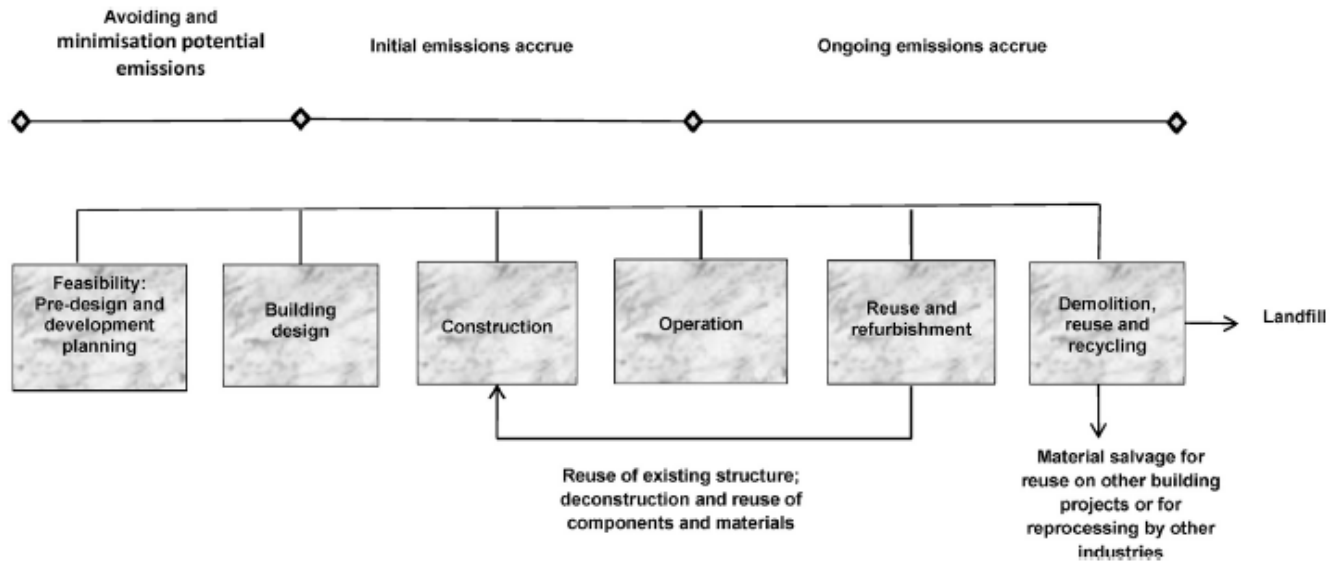 Avoiding and
minimisation potential
emissions
Initial emissions accrue
Ongoing emissions accrue
Feasibility:
Pre-design and
development
planning
Building
design
Construction
Operation
Reuse and
refurbishment
Demolition,
reuse and
recycling
Landfill
Reuse of existing structure;
deconstruction and reuse of
components and materials
Material salvage for
reuse on other building
projects or for
reprocessing by other
industries